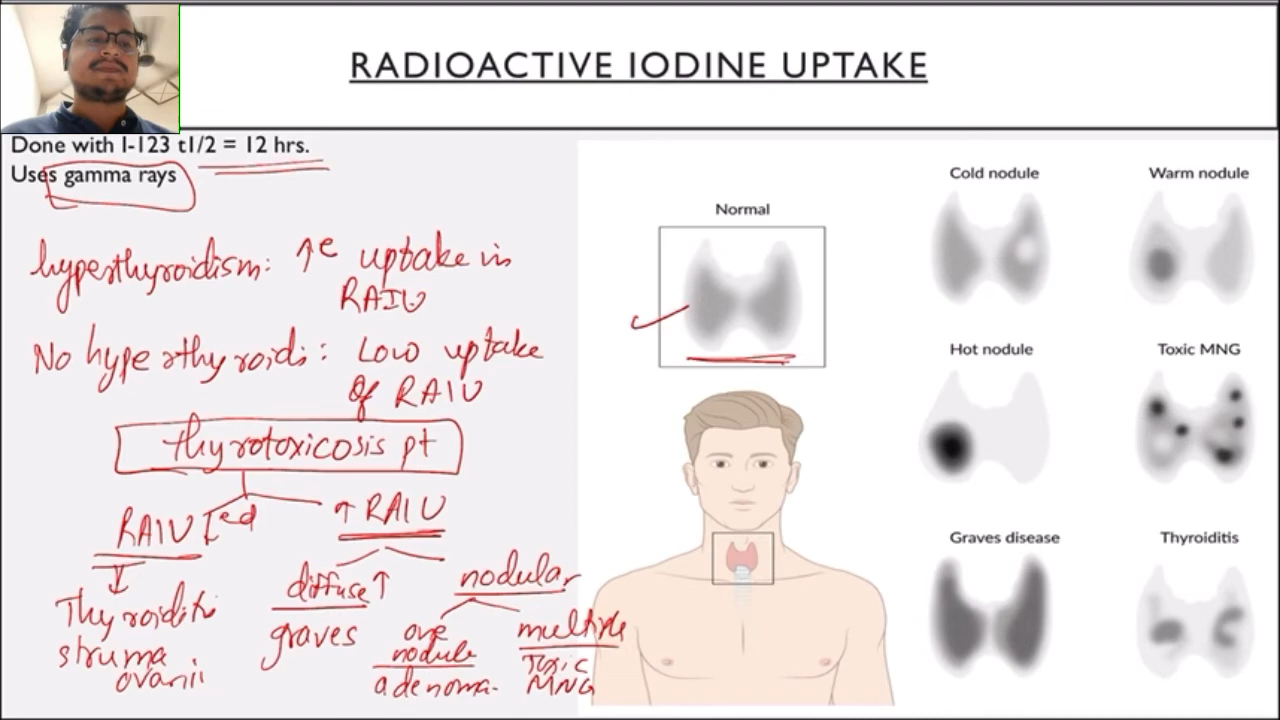 RADIOACTIVE IODINE UPTAKE
Done with I-123 t1/2 = 12 hrs.
Uses gamma rays
hyperthyroidism: ↑e uptake in
RAIU
No hyperthyroids: Low uptake
of RAIU
thyrotoxicosis pt
RAIU ↓ed
↑ RAIU
Thyroiditi
struma
ovarii
diffuse ↑
graves
nodular
one
nodule
adenoma.
multiple
Toxic
MNG
Normal
Cold nodule
Warm nodule
Hot nodule
Toxic MNG
Graves disease
Thyroiditis